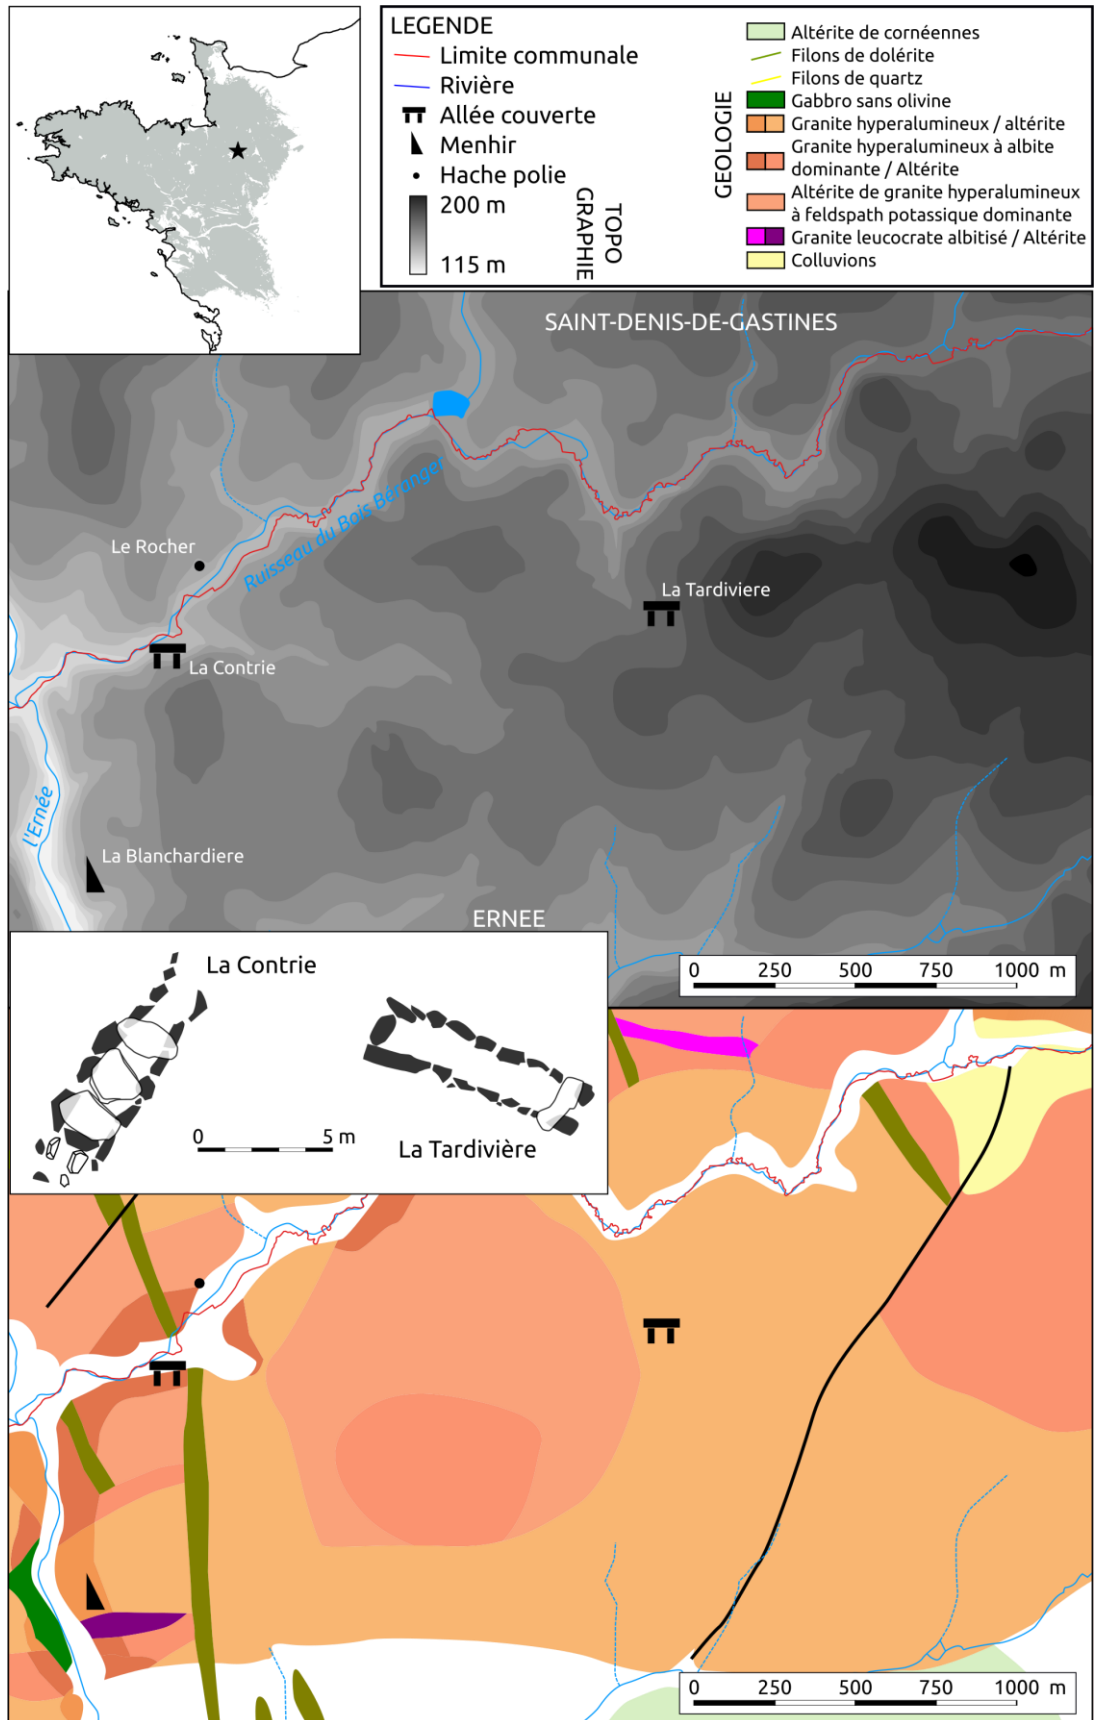 LEGENDE
Limite communale
Rivière
Allée couverte
Menhir
Hache polie
200 m
115 m
TOPO
GRAPHIE
GEOLOGIE
Altérite de cornéennes
Filons de dolérite
Filons de quartz
Gabbro sans olivine
Granite hyperalumineux / altérite
Granite hyperalumineux à albite
dominante / Altérite
Altérite de granite hyperalumineux
à feldspath potassique dominante
Granite leucocrate albitisé / Altérite
Colluvions
SAINT-DENIS-DE-GASTINES
Ruisseau du Bois Béranger
Le Rocher
La Tardiviere
La Contrie
l'Ernée
La Blanchardiere
ERNEE
0 250 500 750 1000 m
La Contrie
0 5 m
La Tardivière
0 250 500 750 1000 m